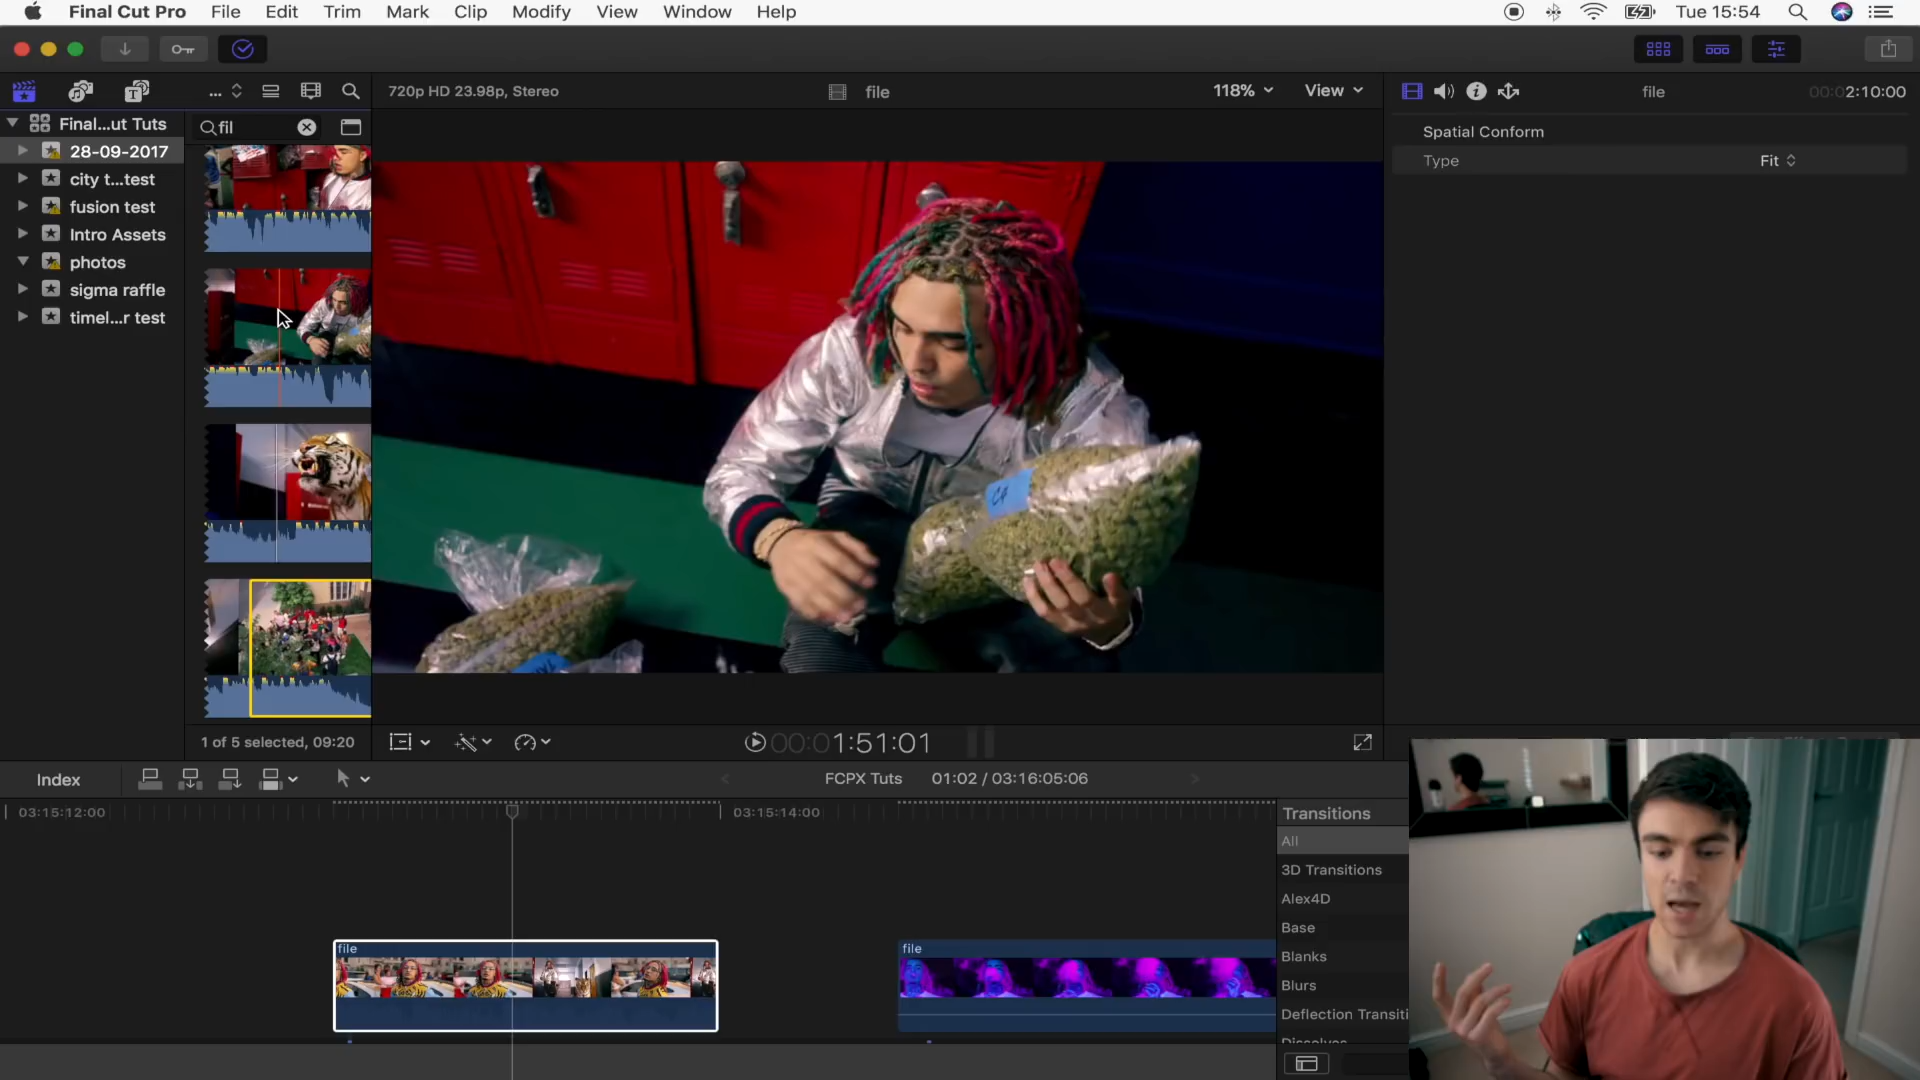 Final Cut Pro File Edit Trim Mark Clip Modify View Window Help Tue 15:54
... 720p HD 23.98p, Stereo file 118% View file 00:02:10:00
Final...ut Tuts
28-09-2017
city t...test
fusion test
Intro Assets
photos
sigma raffle
timel...r test
fil
Spatial Conform
Type Fit
1 of 5 selected, 09:20
00:01:51:01
Index FCPX Tuts 01:02 / 03:16:05:06
03:15:12:00 03:15:14:00
file file
Transitions
All
3D Transitions
Alex4D
Base
Blanks
Blurs
Deflection Transiti
Dissolves